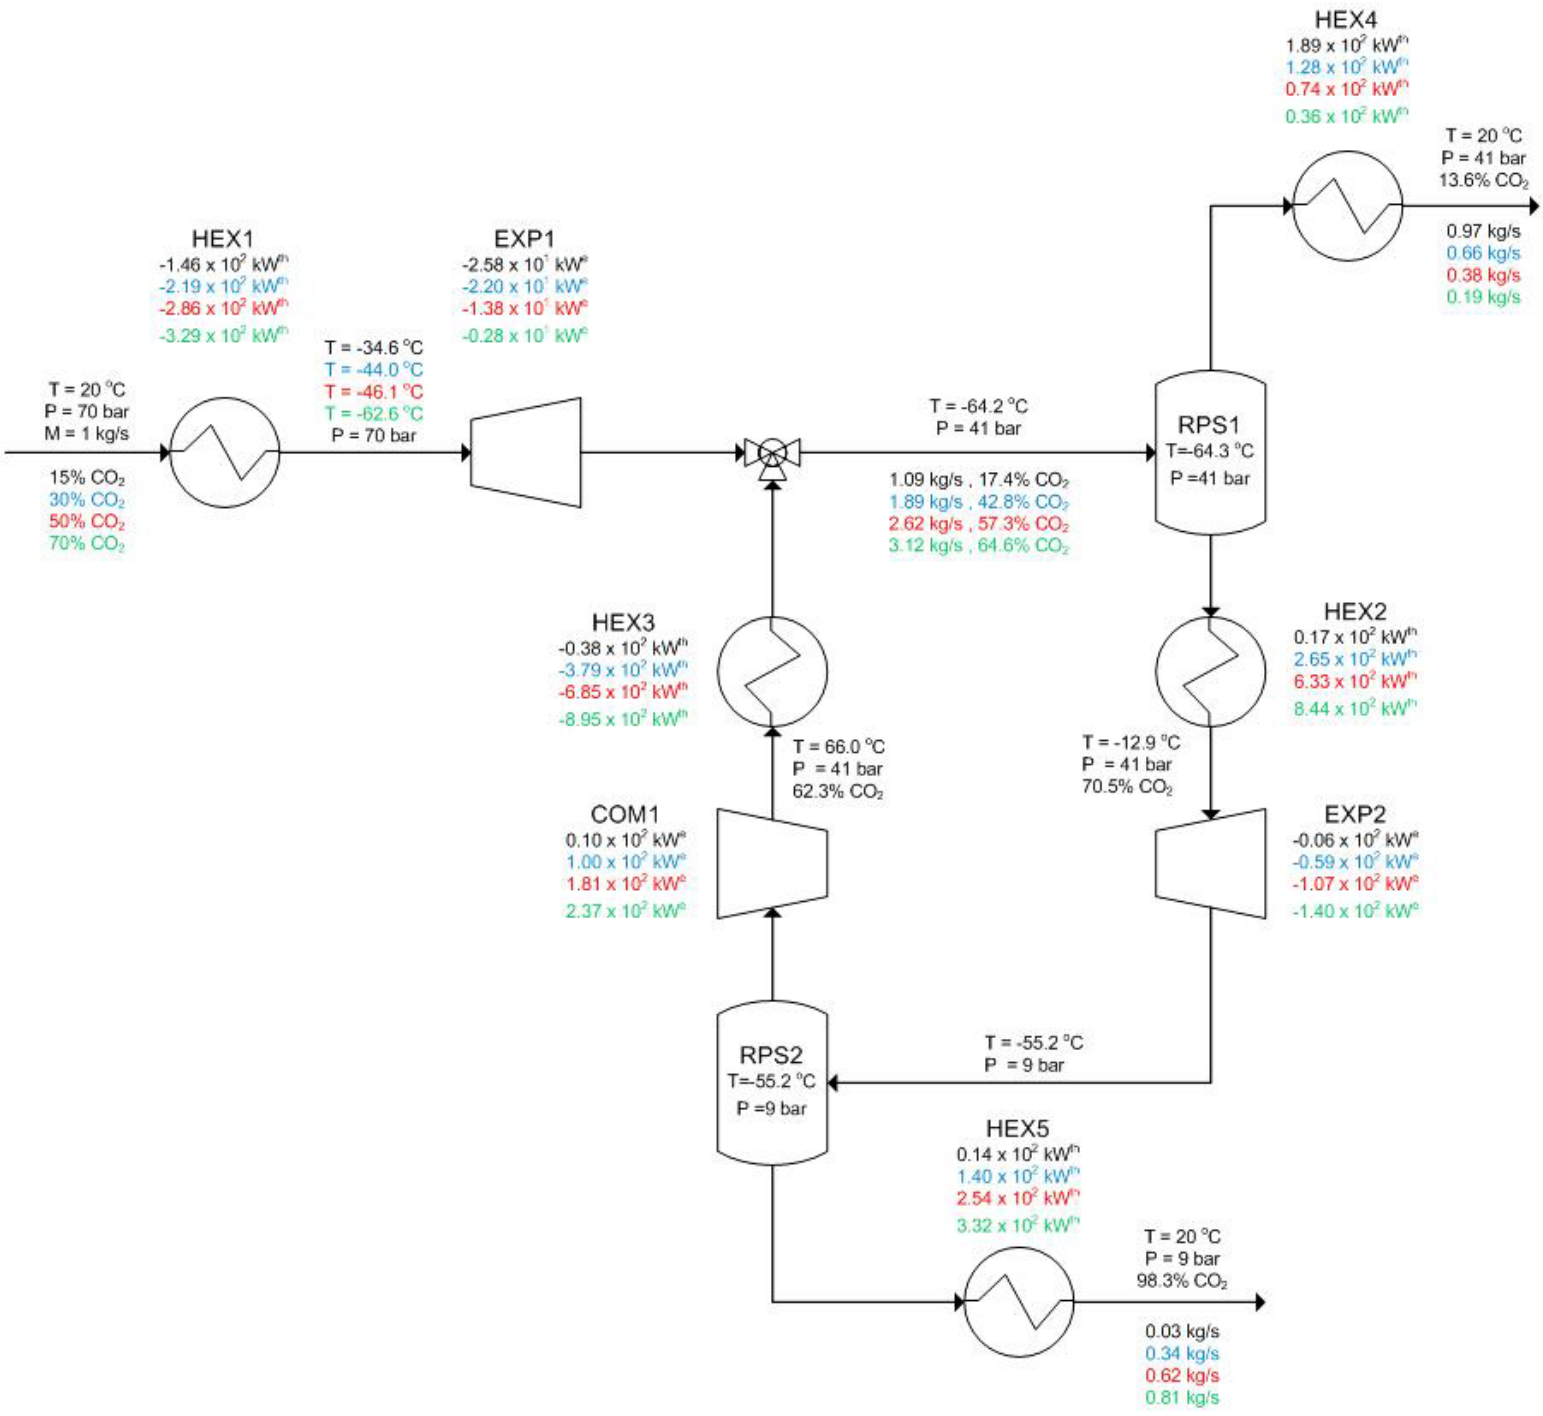 HEX4
1.89 x 10² kWᵗʰ
1.28 x 10² kWᵗʰ
0.74 x 10² kWᵗʰ
0.36 x 10² kWᵗʰ
T = 20 °C
P = 41 bar
13.6% CO₂
0.97 kg/s
0.66 kg/s
0.38 kg/s
0.19 kg/s
HEX1
-1.46 x 10² kWᵗʰ
-2.19 x 10² kWᵗʰ
-2.86 x 10² kWᵗʰ
-3.29 x 10² kWᵗʰ
EXP1
-2.58 x 10¹ kWᵉ
-2.20 x 10¹ kWᵉ
-1.38 x 10¹ kWᵉ
-0.28 x 10¹ kWᵉ
T = -34.6 °C
T = -44.0 °C
T = -46.1 °C
T = -62.6 °C
P = 70 bar
T = 20 °C
P = 70 bar
M = 1 kg/s
15% CO₂
30% CO₂
50% CO₂
70% CO₂
T = -64.2 °C
P = 41 bar
1.09 kg/s , 17.4% CO₂
1.89 kg/s , 42.8% CO₂
2.62 kg/s , 57.3% CO₂
3.12 kg/s , 64.6% CO₂
RPS1
T=-64.3 °C
P =41 bar
HEX3
-0.38 x 10² kWᵗʰ
-3.79 x 10² kWᵗʰ
-6.85 x 10² kWᵗʰ
-8.95 x 10² kWᵗʰ
HEX2
0.17 x 10² kWᵗʰ
2.65 x 10² kWᵗʰ
6.33 x 10² kWᵗʰ
8.44 x 10² kWᵗʰ
T = 66.0 °C
P = 41 bar
62.3% CO₂
T = -12.9 °C
P = 41 bar
70.5% CO₂
COM1
0.10 x 10² kWᵉ
1.00 x 10² kWᵉ
1.81 x 10² kWᵉ
2.37 x 10² kWᵉ
EXP2
-0.06 x 10² kWᵉ
-0.59 x 10² kWᵉ
-1.07 x 10² kWᵉ
-1.40 x 10² kWᵉ
RPS2
T=-55.2 °C
P =9 bar
T = -55.2 °C
P = 9 bar
HEX5
0.14 x 10² kWᵗʰ
1.40 x 10² kWᵗʰ
2.54 x 10² kWᵗʰ
3.32 x 10² kWᵗʰ
T = 20 °C
P = 9 bar
98.3% CO₂
0.03 kg/s
0.34 kg/s
0.62 kg/s
0.81 kg/s